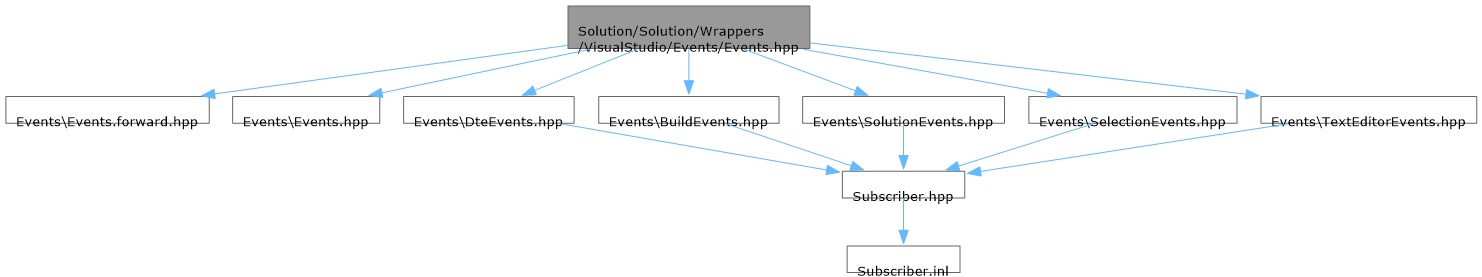 Solution/Solution/Wrappers
/VisualStudio/Events/Events.hpp
Events\Events.forward.hpp
Events\Events.hpp
Events\DteEvents.hpp
Events\BuildEvents.hpp
Events\SolutionEvents.hpp
Events\SelectionEvents.hpp
Events\TextEditorEvents.hpp
Subscriber.hpp
Subscriber.inl